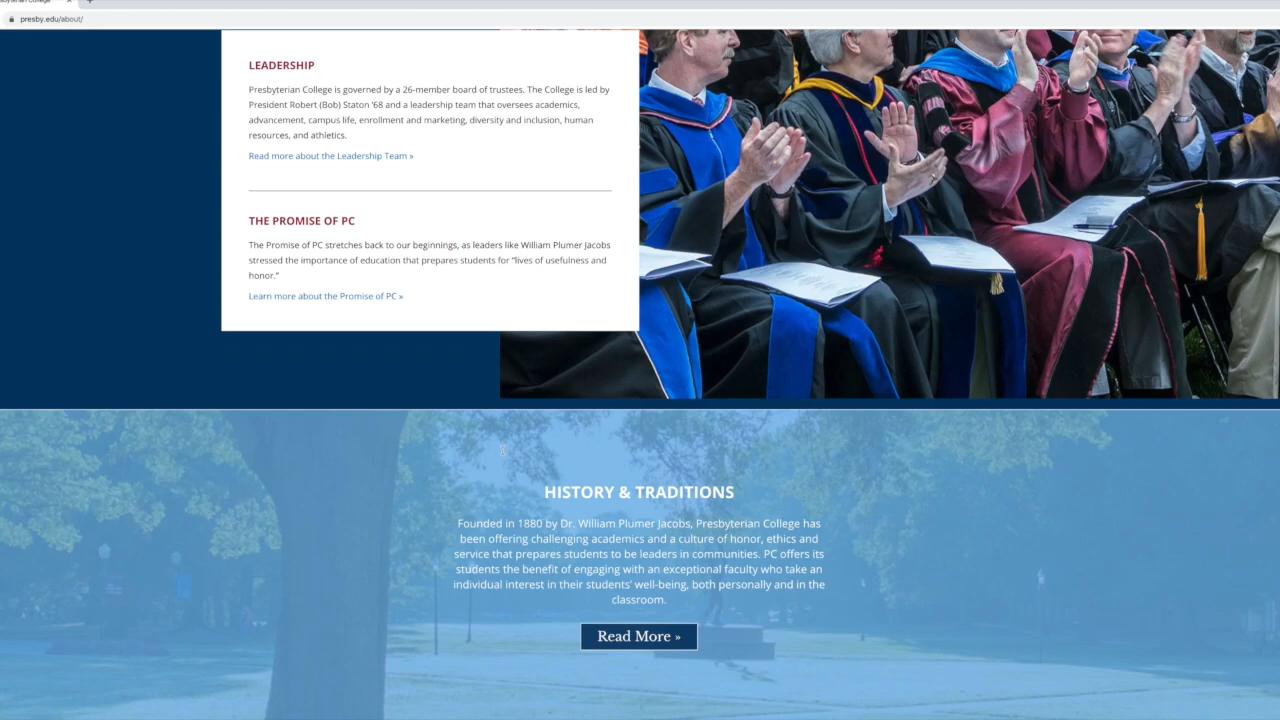 presby.edu/about/
LEADERSHIP
Presbyterian College is governed by a 26-member board of trustees. The College is led by
President Robert (Bob) Staton '68 and a leadership team that oversees academics,
advancement, campus life, enrollment and marketing, diversity and inclusion, human
resources, and athletics.
Read more about the Leadership Team »
THE PROMISE OF PC
The Promise of PC stretches back to our beginnings, as leaders like William Plumer Jacobs
stressed the importance of education that prepares students for “lives of usefulness and
honor.”
Learn more about the Promise of PC »
HISTORY & TRADITIONS
Founded in 1880 by Dr. William Plumer Jacobs, Presbyterian College has
been offering challenging academics and a culture of honor, ethics and
service that prepares students to be leaders in communities. PC offers its
students the benefit of engaging with an exceptional faculty who take an
individual interest in their students’ well-being, both personally and in the
classroom.
Read More »